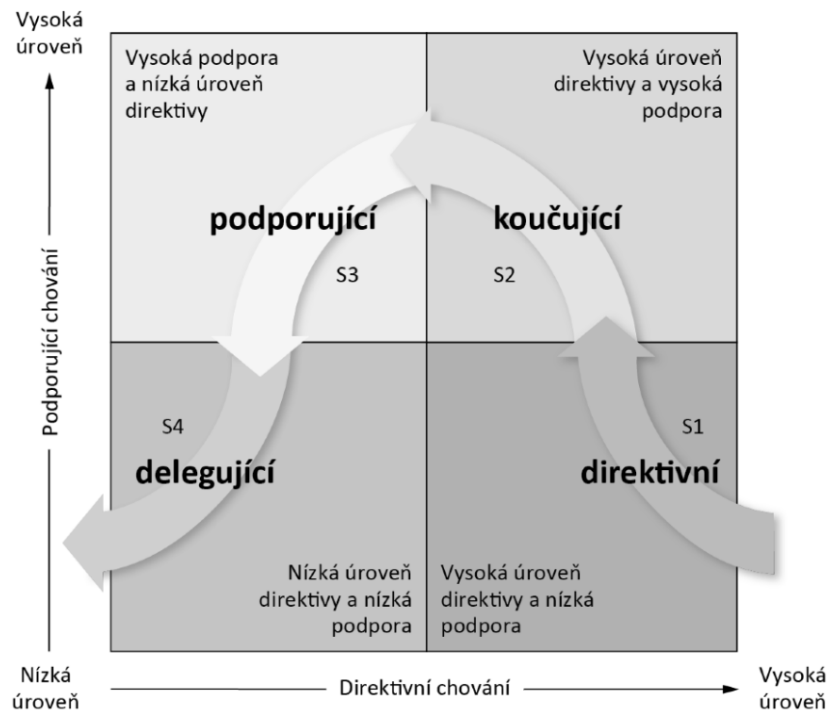 Vysoká
úroveň
Vysoká podpora
a nízká úroveň
direktivy
Vysoká úroveň
direktivy a vysoká
podpora
podporující
koučující
S3
S2
Podporující chování
S4
S1
delegující
direktivní
Nízká úroveň
direktivy a nízká
podpora
Vysoká úroveň
direktivy a nízká
podpora
Nízká
úroveň
Direktivní chování
Vysoká
úroveň